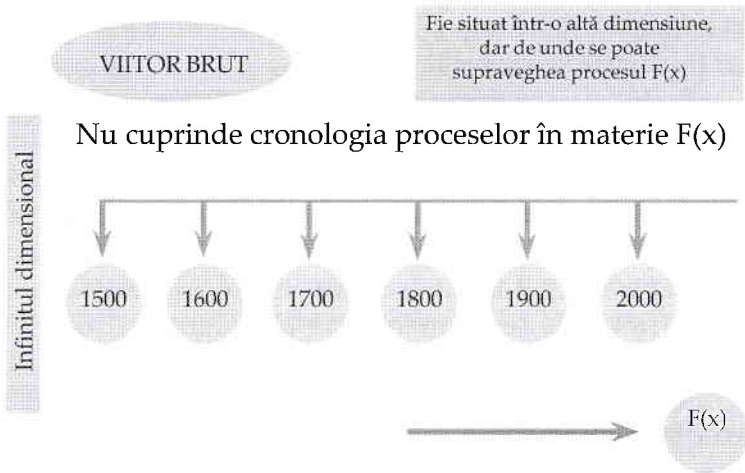 VIITOR BRUT
Fie situat într-o altă dimensiune,
dar de unde se poate
supraveghea procesul F(x)
Nu cuprinde cronologia proceselor în materie F(x)
Infinitul dimensional
1500 1600 1700 1800 1900 2000
F(x)